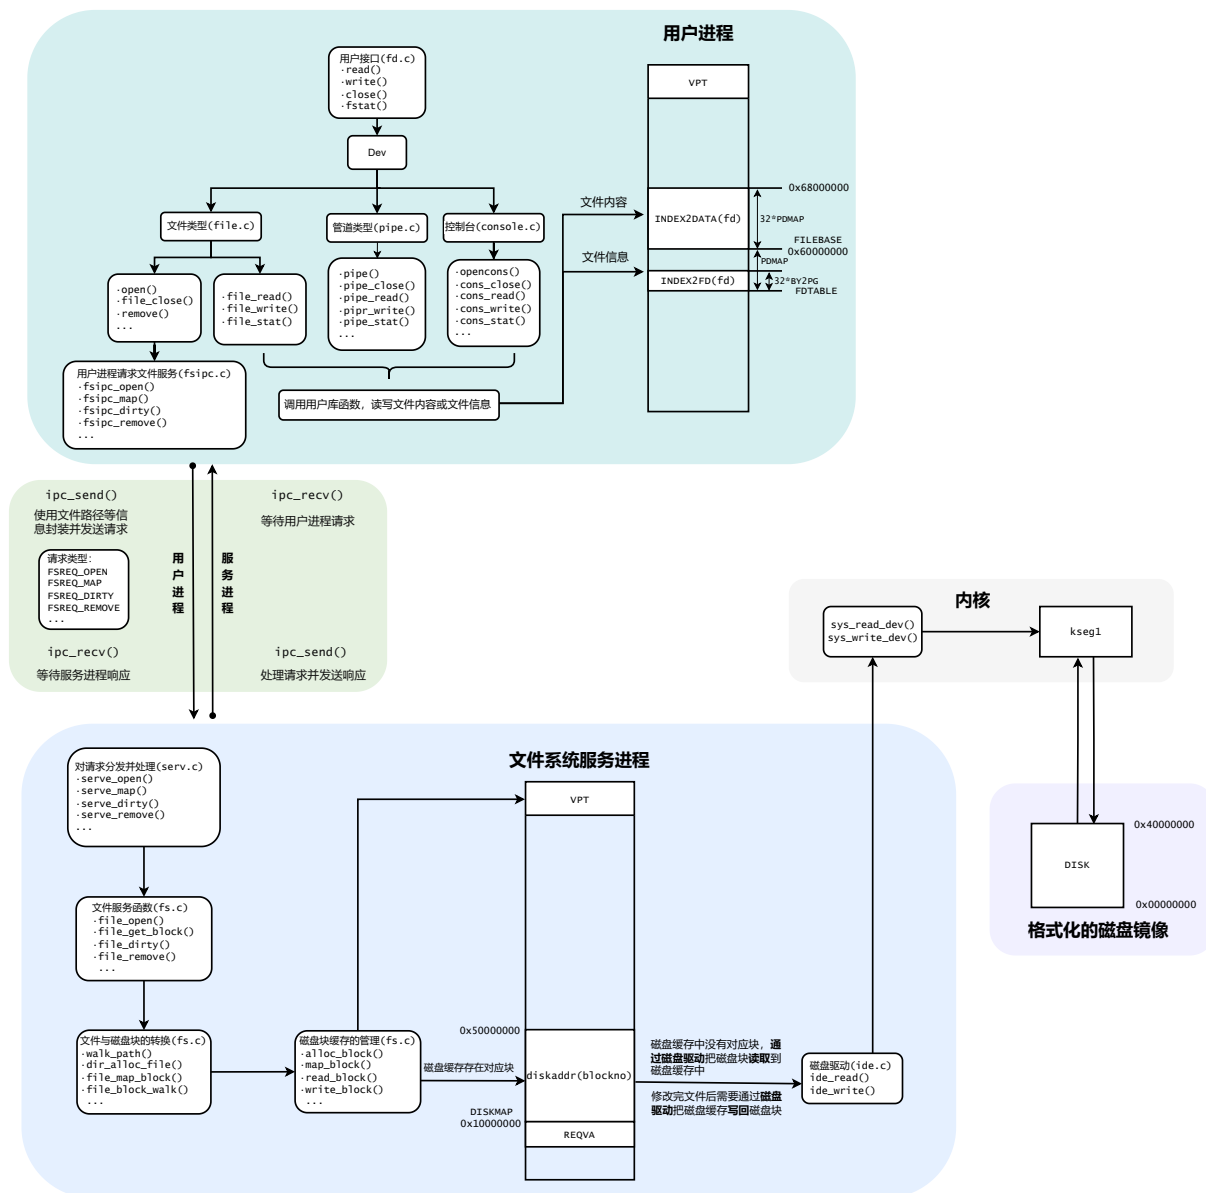 用户进程
用户接口(fd.c)
·read()
·write()
·close()
·fstat()
Dev
文件类型(file.c)
管道类型(pipe.c)
控制台(console.c)
·open()
·file_close()
·remove()
...
·file_read()
·file_write()
·file_stat()
·pipe()
·pipe_close()
·pipe_read()
·pipr_write()
·pipe_stat()
...
·opencons()
·cons_close()
·cons_read()
·cons_write()
·cons_stat()
...
用户进程请求文件服务(fsipc.c)
·fsipc_open()
·fsipc_map()
·fsipc_dirty()
·fsipc_remove()
...
调用用户库函数，读写文件内容或文件信息
文件内容
文件信息
VPT
0x68000000
INDEX2DATA(fd)
32*PDMAP
FILEBASE
0x60000000
PDMAP
INDEX2FD(fd)
32*BY2PG
FDTABLE
ipc_send()
使用文件路径等信
息封装并发送请求
请求类型:
FSREQ_OPEN
FSREQ_MAP
FSREQ_DIRTY
FSREQ_REMOVE
...
ipc_recv()
等待服务进程响应
用户进程
服务进程
ipc_recv()
等待用户进程请求
ipc_send()
处理请求并发送响应
内核
sys_read_dev()
sys_write_dev()
kseg1
0x40000000
DISK
0x00000000
格式化的磁盘镜像
文件系统服务进程
对请求分发并处理(serv.c)
·serve_open()
·serve_map()
·serve_dirty()
·serve_remove()
...
文件服务函数(fs.c)
·file_open()
·file_get_block()
·file_dirty()
·file_remove()
...
文件与磁盘块的转换(fs.c)
·walk_path()
·dir_alloc_file()
·file_map_block()
·file_block_walk()
...
磁盘块缓存的管理(fs.c)
·alloc_block()
·map_block()
·read_block()
·write_block()
...
磁盘缓存存在对应块
VPT
0x50000000
diskaddr(blockno)
DISKMAP
0x10000000
REQVA
磁盘缓存中没有对应块，通
过磁盘驱动把磁盘块读取到
磁盘缓存中
修改完文件后需要通过磁盘
驱动把磁盘缓存写回磁盘块
磁盘驱动(ide.c)
ide_read()
ide_write()